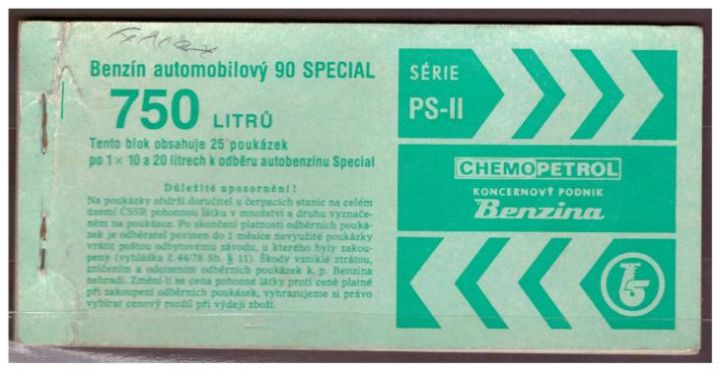 Benzín automobilový 90 SPECIAL
750 LITRŮ
Tento blok obsahuje 25 poukázek
po 1 × 10 a 20 litrech k odběru autobenzinu Special
Důležité upozornění!
Na poukázky obdrží doručitel u čerpacích stanic na celém
území ČSSR pohonnou látku v množství a druhu vyznače-
ném na poukázce. Po skončení platnosti odběrních pouká-
zek je odběratel povinen do 1 měsíce nevyužité poukázky
vrátit poštou odbytovému závodu, u kterého byly zakou-
peny (vyhláška č. 44/78 Sb. § 11). Škody vzniklé ztrátou,
zničením a odcizením odběrních poukázek k. p. Benzina
nehradí. Změní-li se cena pohonné látky proti ceně platné
při zakoupení odběrních poukázek, vyhrazujeme si právo
vybírat cenový rozdíl při výdeji zboží.
SÉRIE
PS-II
CHEMOPETROL
KONCERNOVÝ PODNIK
Benzina